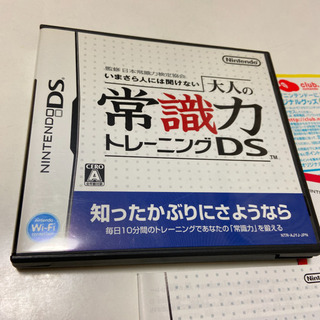 Nintendo
監修 日本常識力検定協会
いまさら人には聞けない
大人の
常識力
トレーニングDS™
NINTENDO DS™
CERO
A
知ったかぶりにさようなら
毎日10分間のトレーニングであなたの「常識力」を鍛える
Nintendo
Wi-Fi
club.